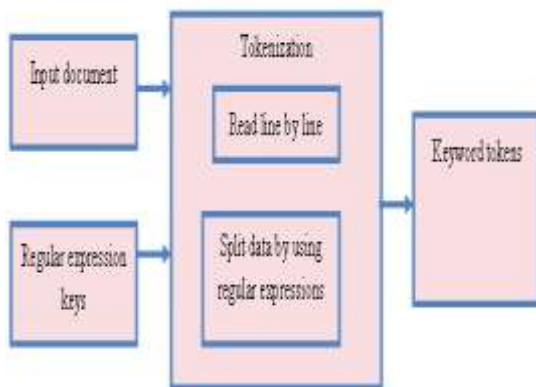 Input document
Regular expression
keys
Tokenization
Read line by line
Split data by using
regular expressions
Keyword tokens